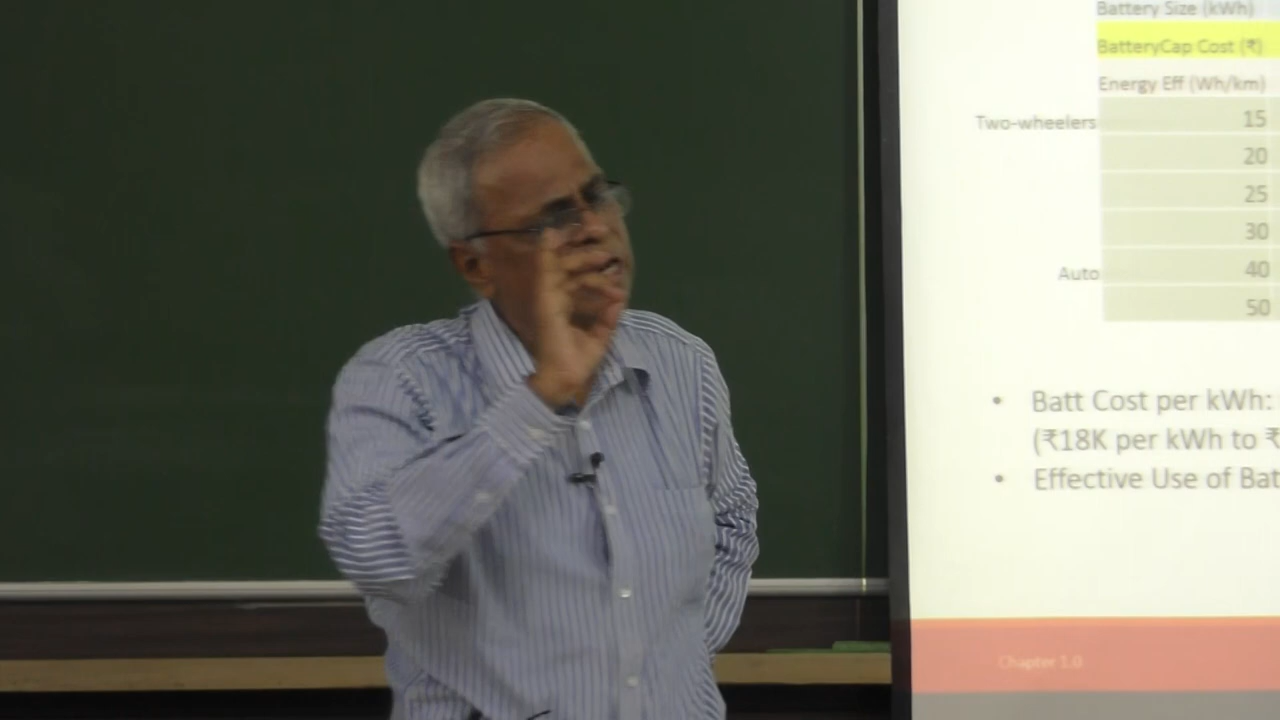 Battery Size (kWh)
BatteryCap Cost (₹)
Energy Eff (Wh/km)
Two-wheelers 15
20
25
30
Auto 40
50
• Batt Cost per kWh:
(₹18K per kWh to ₹
• Effective Use of Bat
Chapter 1.0